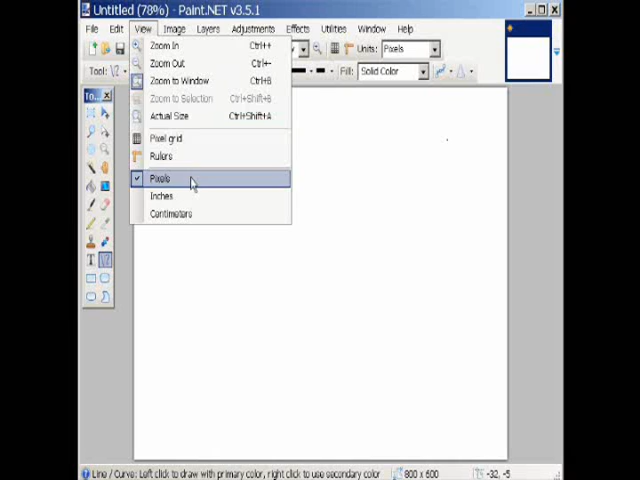 Untitled (78%) - Paint.NET v3.5.1
File Edit View Image Layers Adjustments Effects Utilities Window Help
Units: Pixels
Tool: Fill: Solid Color
Zoom In Ctrl++
Zoom Out Ctrl+-
Zoom to Window Ctrl+B
Zoom to Selection Ctrl+Shift+B
Actual Size Ctrl+Shift+A
Pixel grid
Rulers
Pixels
Inches
Centimeters
To...
Line / Curve: Left click to draw with primary color, right click to use secondary color 800 x 600 -32, -5